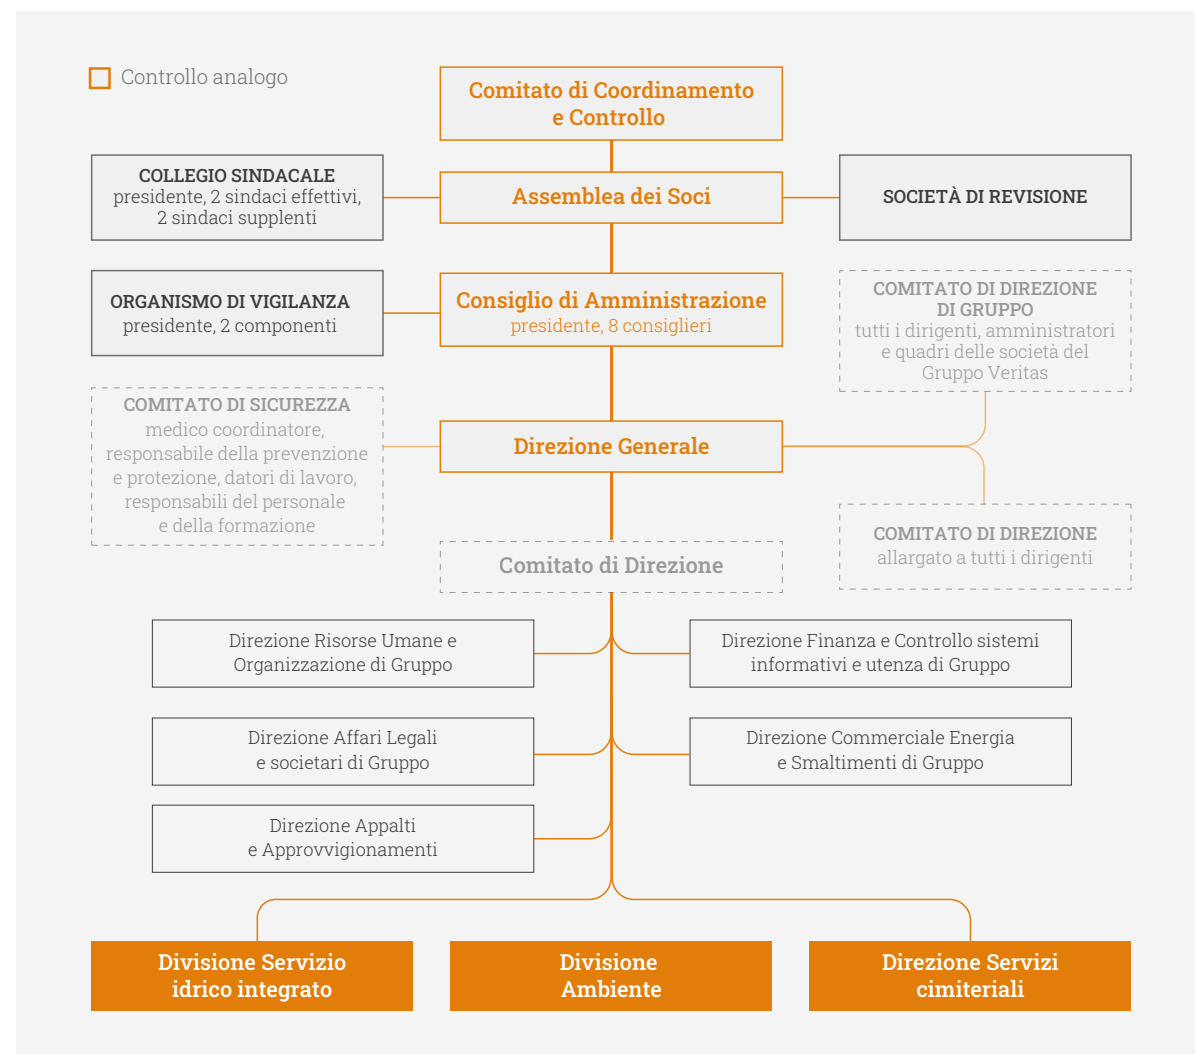 Controllo analogo
Comitato di Coordinamento
e Controllo
COLLEGIO SINDACALE
presidente, 2 sindaci effettivi,
2 sindaci supplenti
Assemblea dei Soci
SOCIETÀ DI REVISIONE
ORGANISMO DI VIGILANZA
presidente, 2 componenti
Consiglio di Amministrazione
presidente, 8 consiglieri
COMITATO DI DIREZIONE
DI GRUPPO
tutti i dirigenti, amministratori
e quadri delle società del
Gruppo Veritas
COMITATO DI SICUREZZA
medico coordinatore,
responsabile della prevenzione
e protezione, datori di lavoro,
responsabili del personale
e della formazione
Direzione Generale
COMITATO DI DIREZIONE
allargato a tutti i dirigenti
Comitato di Direzione
Direzione Risorse Umane e
Organizzazione di Gruppo
Direzione Finanza e Controllo sistemi
informativi e utenza di Gruppo
Direzione Affari Legali
e societari di Gruppo
Direzione Commerciale Energia
e Smaltimenti di Gruppo
Direzione Appalti
e Approvvigionamenti
Divisione Servizio
idrico integrato
Divisione
Ambiente
Direzione Servizi
cimiteriali